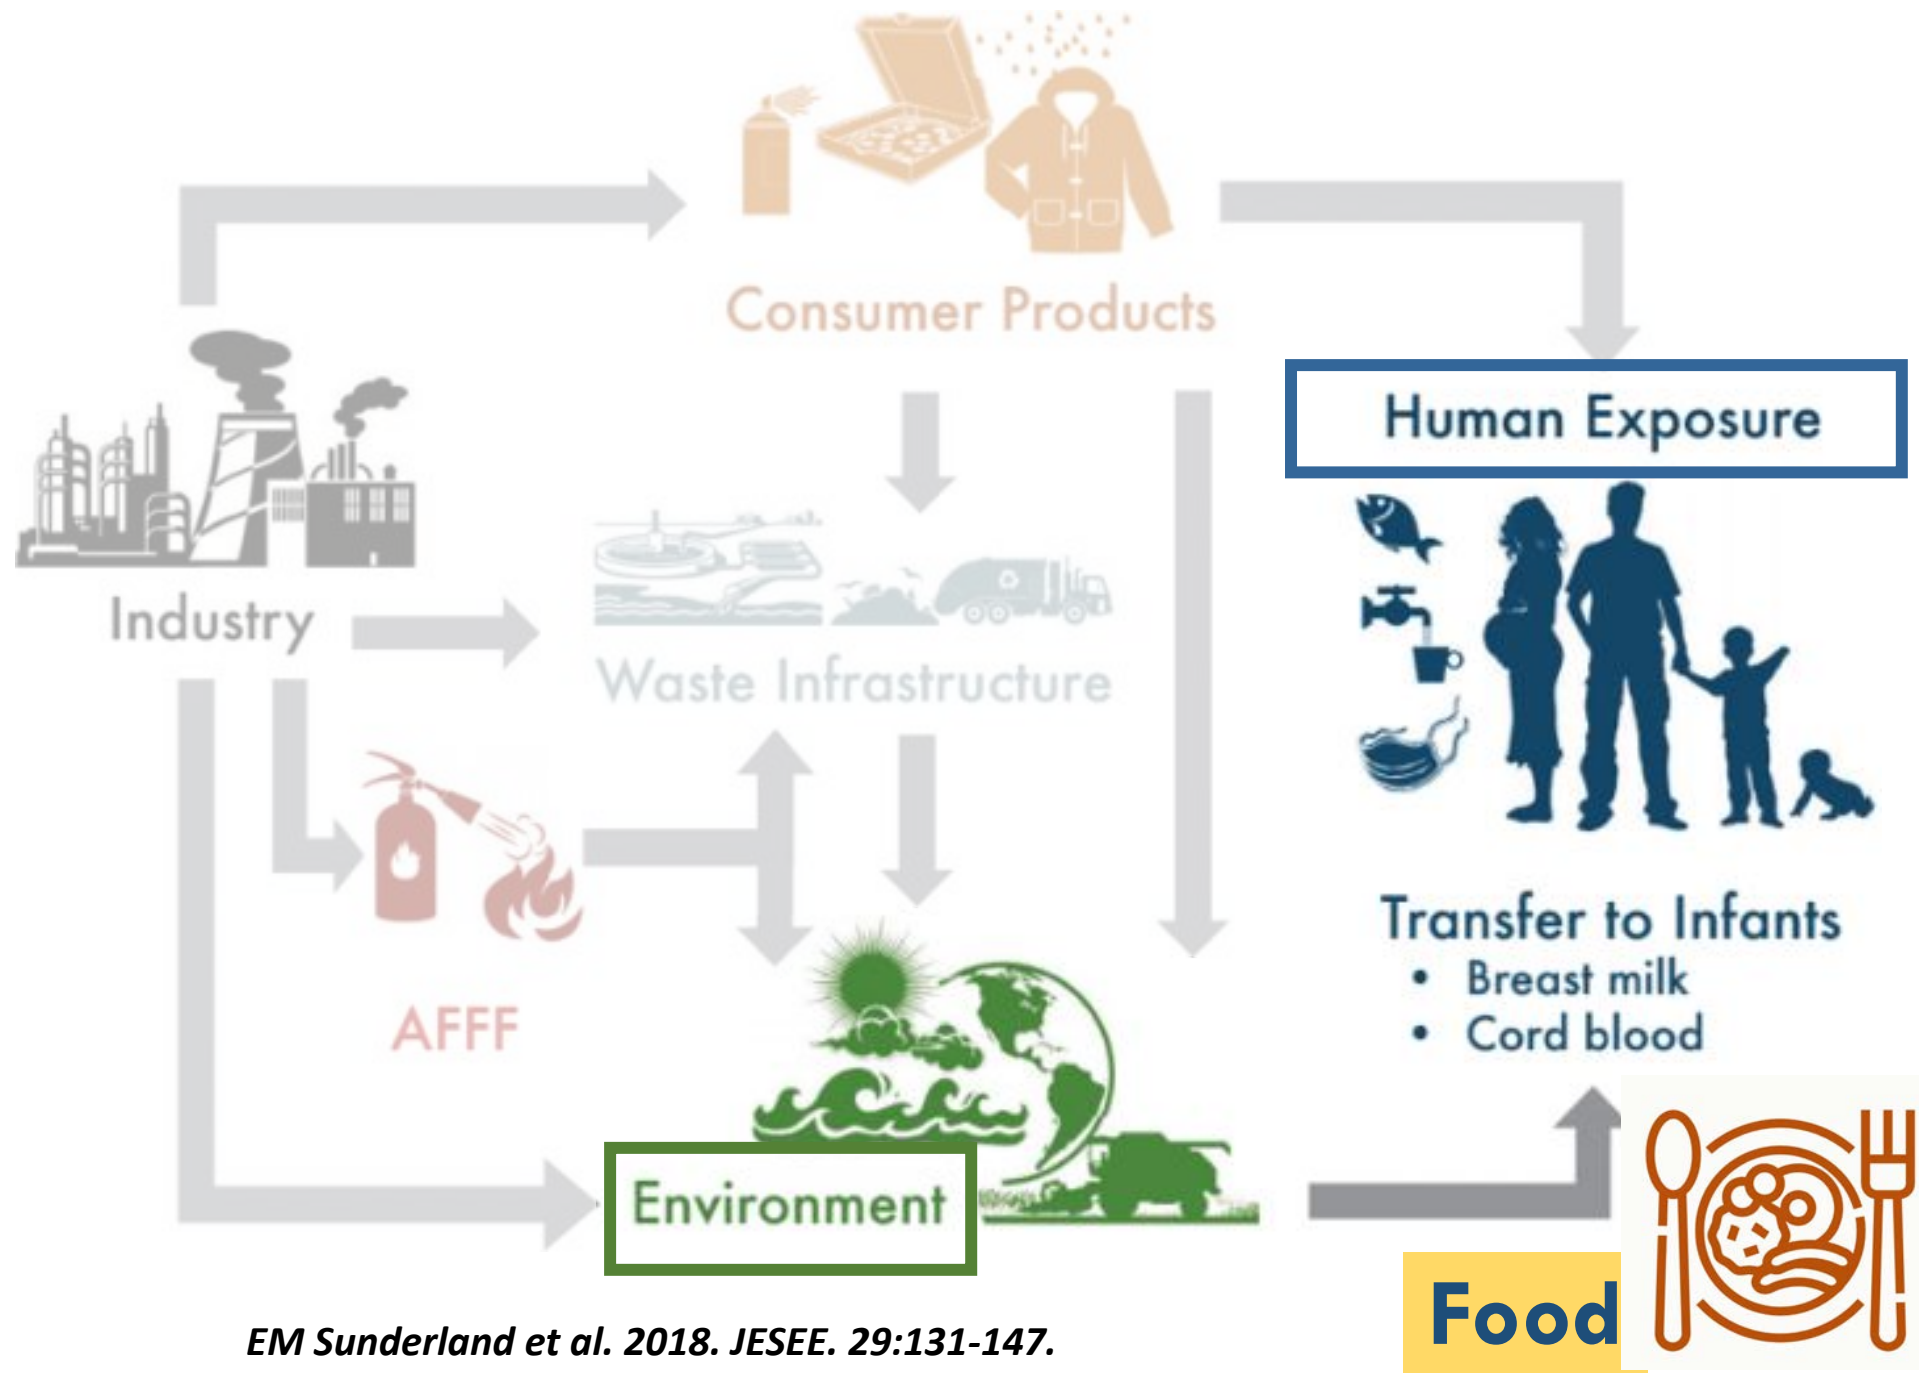 Consumer Products
Human Exposure
Industry
Waste Infrastructure
AFFF
Transfer to Infants
• Breast milk
• Cord blood
Environment
Food
EM Sunderland et al. 2018. JESEE. 29:131-147.